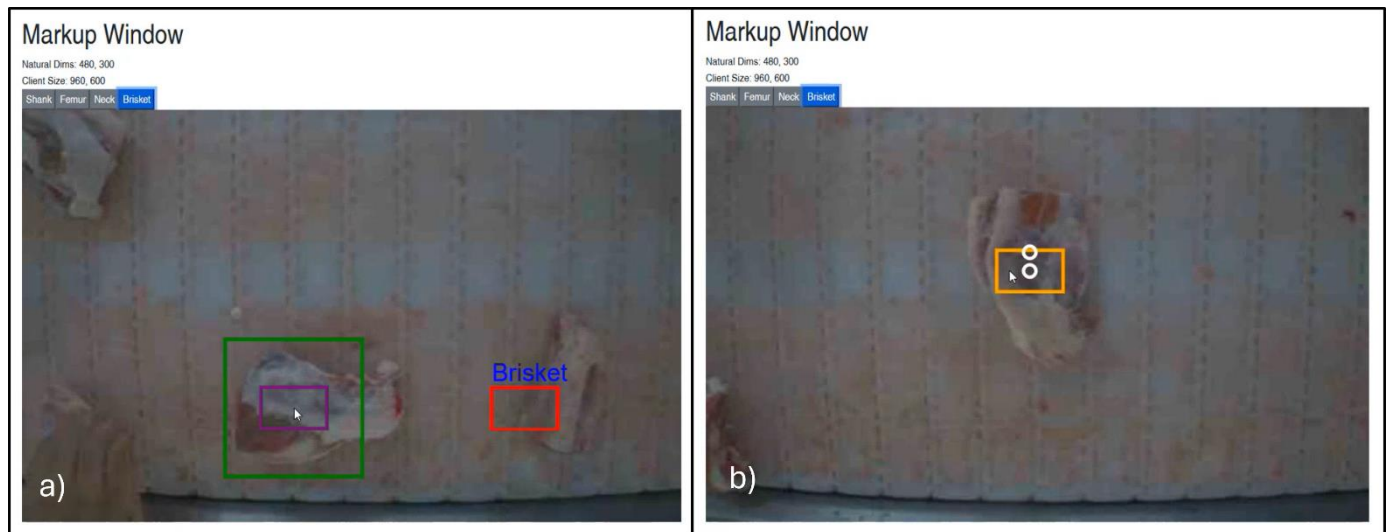 Markup Window
Natural Dims: 480, 300
Client Size: 960, 600
Shank Femur Neck Brisket
Brisket
a)
Markup Window
Natural Dims: 480, 300
Client Size: 960, 600
Shank Femur Neck Brisket
b)